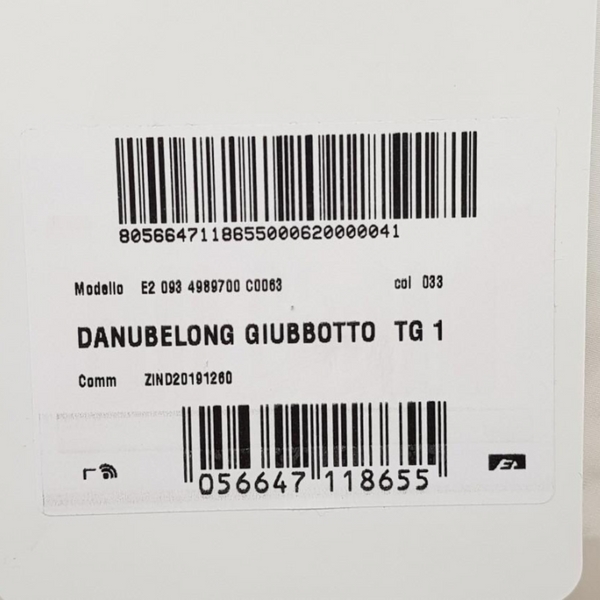 8056647118655000620000041
Modello E2 093 4989700 C0063 col 033
DANUBELONG GIUBBOTTO TG 1
Comm ZIND20191260
056647 118655